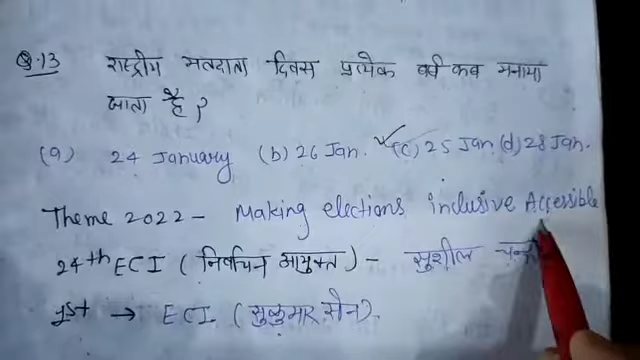 Q.13 राष्ट्रीय मतदाता दिवस प्रत्येक वर्ष कब मनाया
जाता है?
(a) 24 January (b) 26 Jan. ✓(c) 25 Jan (d) 28 Jan.
Theme 2022 - Making elections inclusive Accessible
24th ECI (निर्वाचन आयुक्त) - सुशील
1st → ECI (सुकुमार सेन).